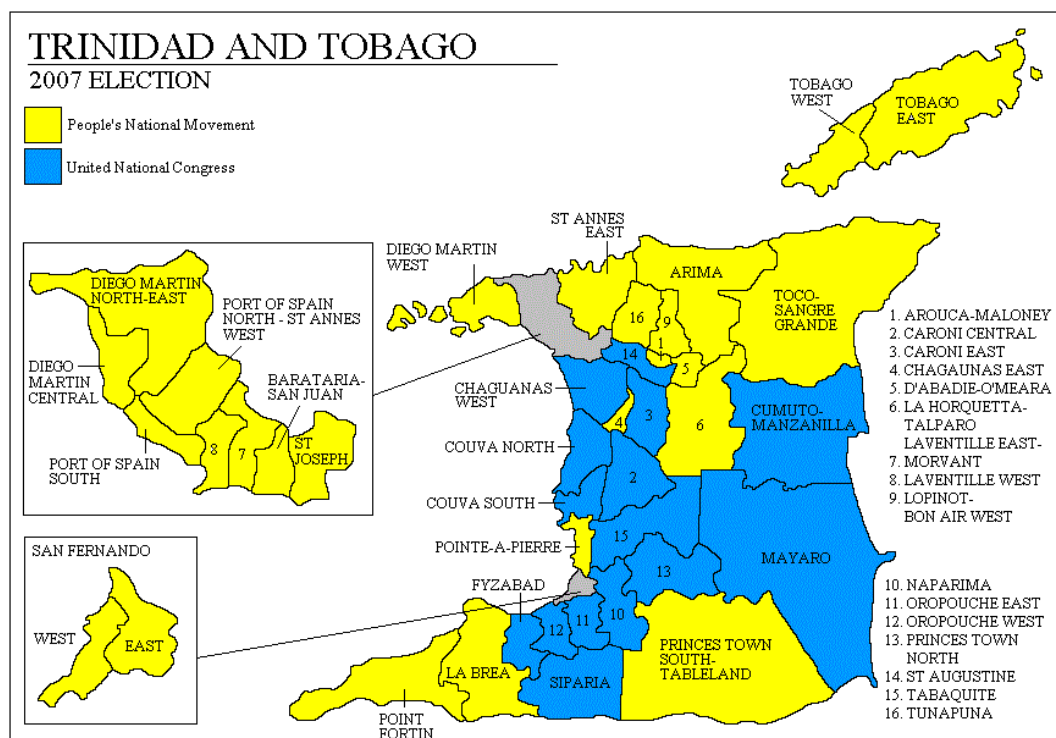 TRINIDAD AND TOBAGO
2007 ELECTION
People's National Movement
United National Congress
TOBAGO
WEST
TOBAGO
EAST
ST ANNES
EAST
DIEGO MARTIN
WEST
ARIMA
TOCO-
SANGRE
GRANDE
16
9
1
14
5
CHAGUANAS
WEST
4
3
6
CUMUTO-
MANZANILLA
COUVA NORTH
2
COUVA SOUTH
15
POINTE-A-PIERRE
13
MAYARO
FYZABAD
12
11
10
LA BREA
SIPARIA
PRINCES TOWN
SOUTH-
TABLELAND
POINT
FORTIN
DIEGO MARTIN
NORTH-EAST
PORT OF SPAIN
NORTH - ST ANNES
WEST
DIEGO
MARTIN
CENTRAL
BARATARIA-
SAN JUAN
PORT OF SPAIN
SOUTH
8
7
ST
JOSEPH
SAN FERNANDO
WEST
EAST
1. AROUCA-MALONEY
2. CARONI CENTRAL
3. CARONI EAST
4. CHAGAUNAS EAST
5. D'ABADIE-O'MEARA
6. LA HORQUETTA-
TALPARO
LAVENTILLE EAST-
7. MORVANT
8. LAVENTILLE WEST
9. LOPINOT-
BON AIR WEST
10. NAPARIMA
11. OROPOUCHE EAST
12. OROPOUCHE WEST
13. PRINCES TOWN
NORTH
14. ST AUGUSTINE
15. TABAQUITE
16. TUNAPUNA